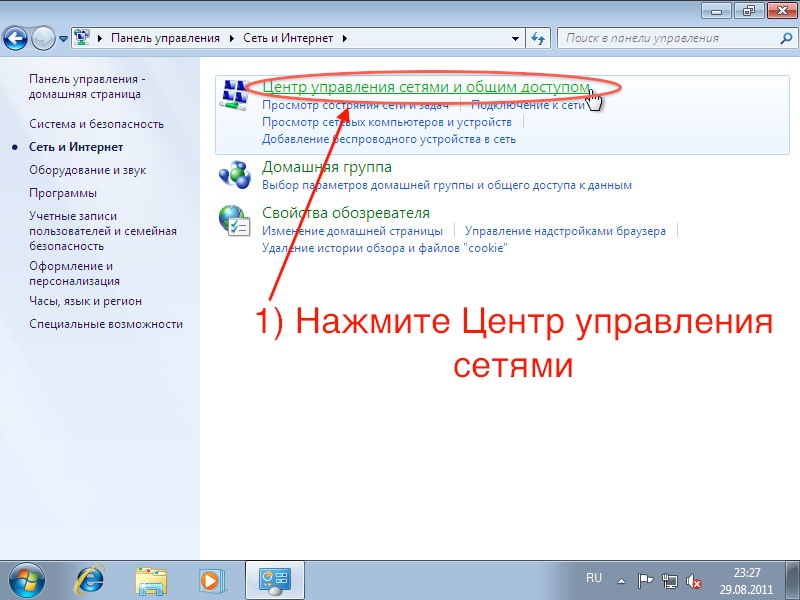 Панель управления
Сеть и Интернет
Поиск в панели управления
Панель управления -
домашняя страница
Система и безопасность
Сеть и Интернет
Оборудование и звук
Программы
Учетные записи
пользователей и семейная
безопасность
Оформление и
персонализация
Часы, язык и регион
Специальные возможности
Центр управления сетями и общим доступом
Просмотр состояния сети и задач
Подключение к сети
Просмотр сетевых компьютеров и устройств
Добавление беспроводного устройства в сеть
Домашняя группа
Выбор параметров домашней группы и общего доступа к данным
Свойства обозревателя
Изменение домашней страницы
Управление надстройками браузера
Удаление истории обзора и файлов "cookie"
1) Нажмите Центр управления
сетями
RU
23:27
29.08.2011